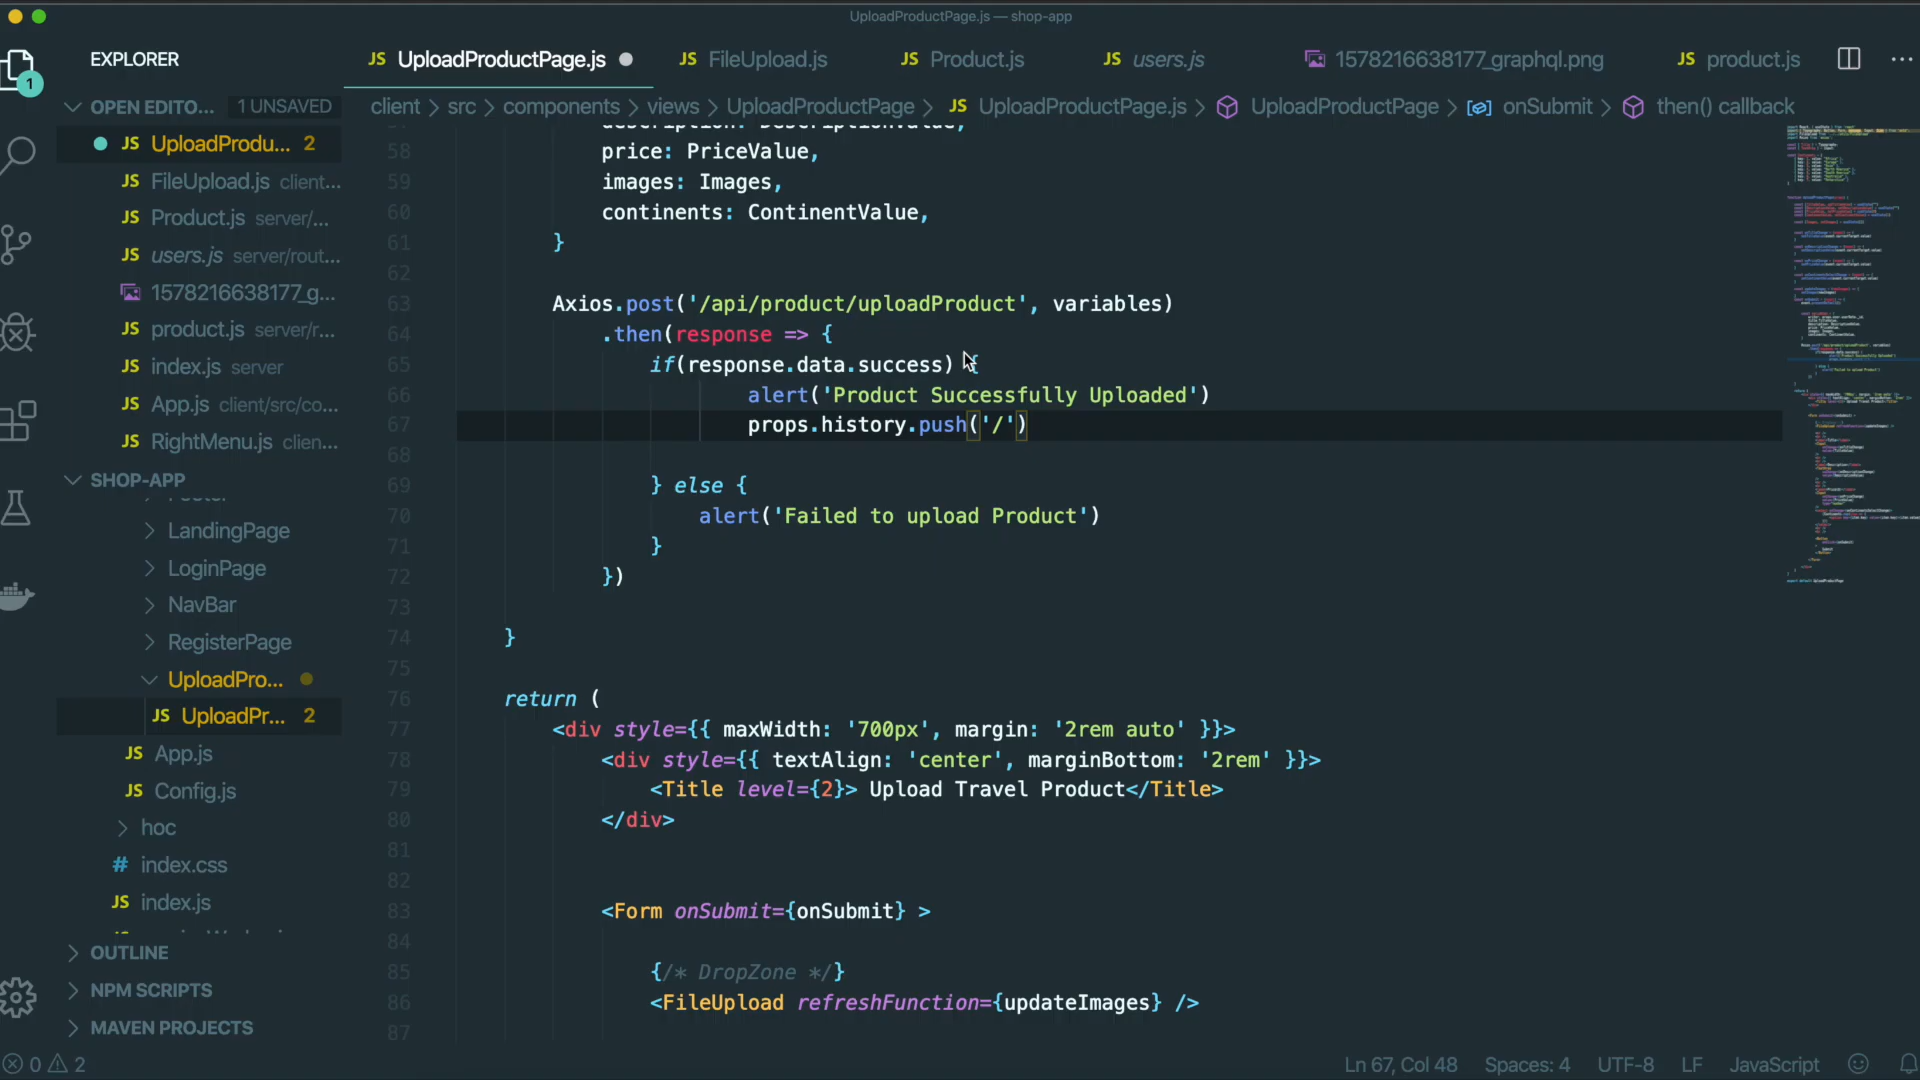 UploadProductPage.js — shop-app
EXPLORER
JS UploadProductPage.js
JS FileUpload.js
JS Product.js
JS users.js
1578216638177_graphql.png
JS product.js
1
OPEN EDITO... 1 UNSAVED
client > src > components > views > UploadProductPage > JS UploadProductPage.js > UploadProductPage > onSubmit > then() callback
JS UploadProdu... 2
JS FileUpload.js client...
JS Product.js server/...
JS users.js server/rout...
1578216638177_g...
JS product.js server/r...
JS index.js server
JS App.js client/src/co...
JS RightMenu.js clien...
SHOP-APP
LandingPage
LoginPage
NavBar
RegisterPage
UploadPro...
JS UploadPr... 2
JS App.js
JS Config.js
hoc
# index.css
JS index.js
OUTLINE
NPM SCRIPTS
MAVEN PROJECTS
description: DescriptionValue,
58 price: PriceValue,
59 images: Images,
60 continents: ContinentValue,
61 }
62
63 Axios.post('/api/product/uploadProduct', variables)
64 .then(response => {
65 if(response.data.success) {
66 alert('Product Successfully Uploaded')
67 props.history.push('/')
68
69 } else {
70 alert('Failed to upload Product')
71 }
72 })
73
74 }
75
76 return (
77 <div style={{ maxWidth: '700px', margin: '2rem auto' }}>
78 <div style={{ textAlign: 'center', marginBottom: '2rem' }}>
79 <Title level={2}> Upload Travel Product</Title>
80 </div>
81
82
83 <Form onSubmit={onSubmit} >
84
85 {/* DropZone */}
86 <FileUpload refreshFunction={updateImages} />
87
0 2
Ln 67, Col 48 Spaces: 4 UTF-8 LF JavaScript